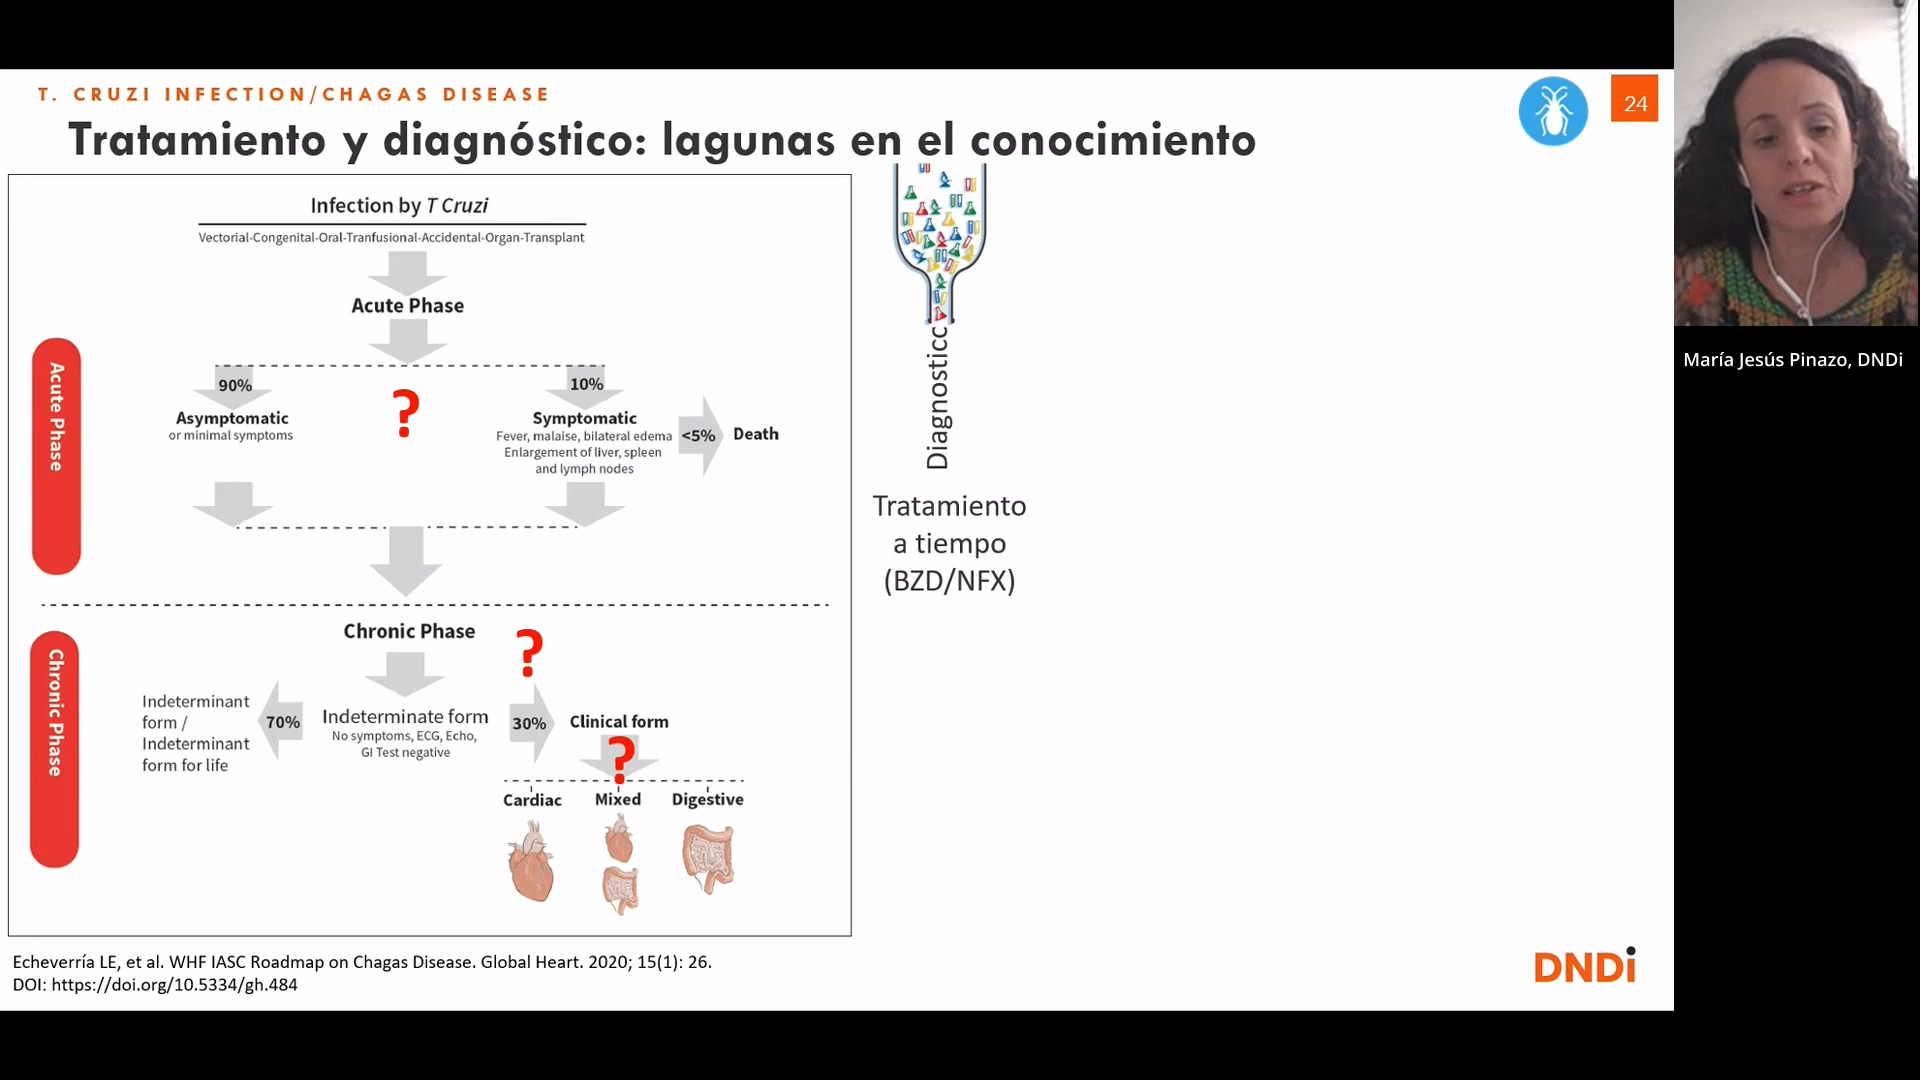 T. CRUZI INFECTION/CHAGAS DISEASE
24
Tratamiento y diagnóstico: lagunas en el conocimiento
Infection by T Cruzi
Vectorial-Congenital-Oral-Tranfusional-Accidental-Organ-Transplant
Acute Phase
Acute Phase
90%
10%
?
Asymptomatic
or minimal symptoms
Symptomatic
Fever, malaise, bilateral edema
Enlargement of liver, spleen
and lymph nodes
<5%
Death
Chronic Phase
Chronic Phase
?
Indeterminant
form /
Indeterminant
form for life
70%
Indeterminate form
No symptoms, ECG, Echo,
GI Test negative
30%
Clinical form
?
Cardiac
Mixed
Digestive
Diagnosticc
Tratamiento
a tiempo
(BZD/NFX)
Echeverría LE, et al. WHF IASC Roadmap on Chagas Disease. Global Heart. 2020; 15(1): 26.
DOI: https://doi.org/10.5334/gh.484
DNDi
María Jesús Pinazo, DNDi